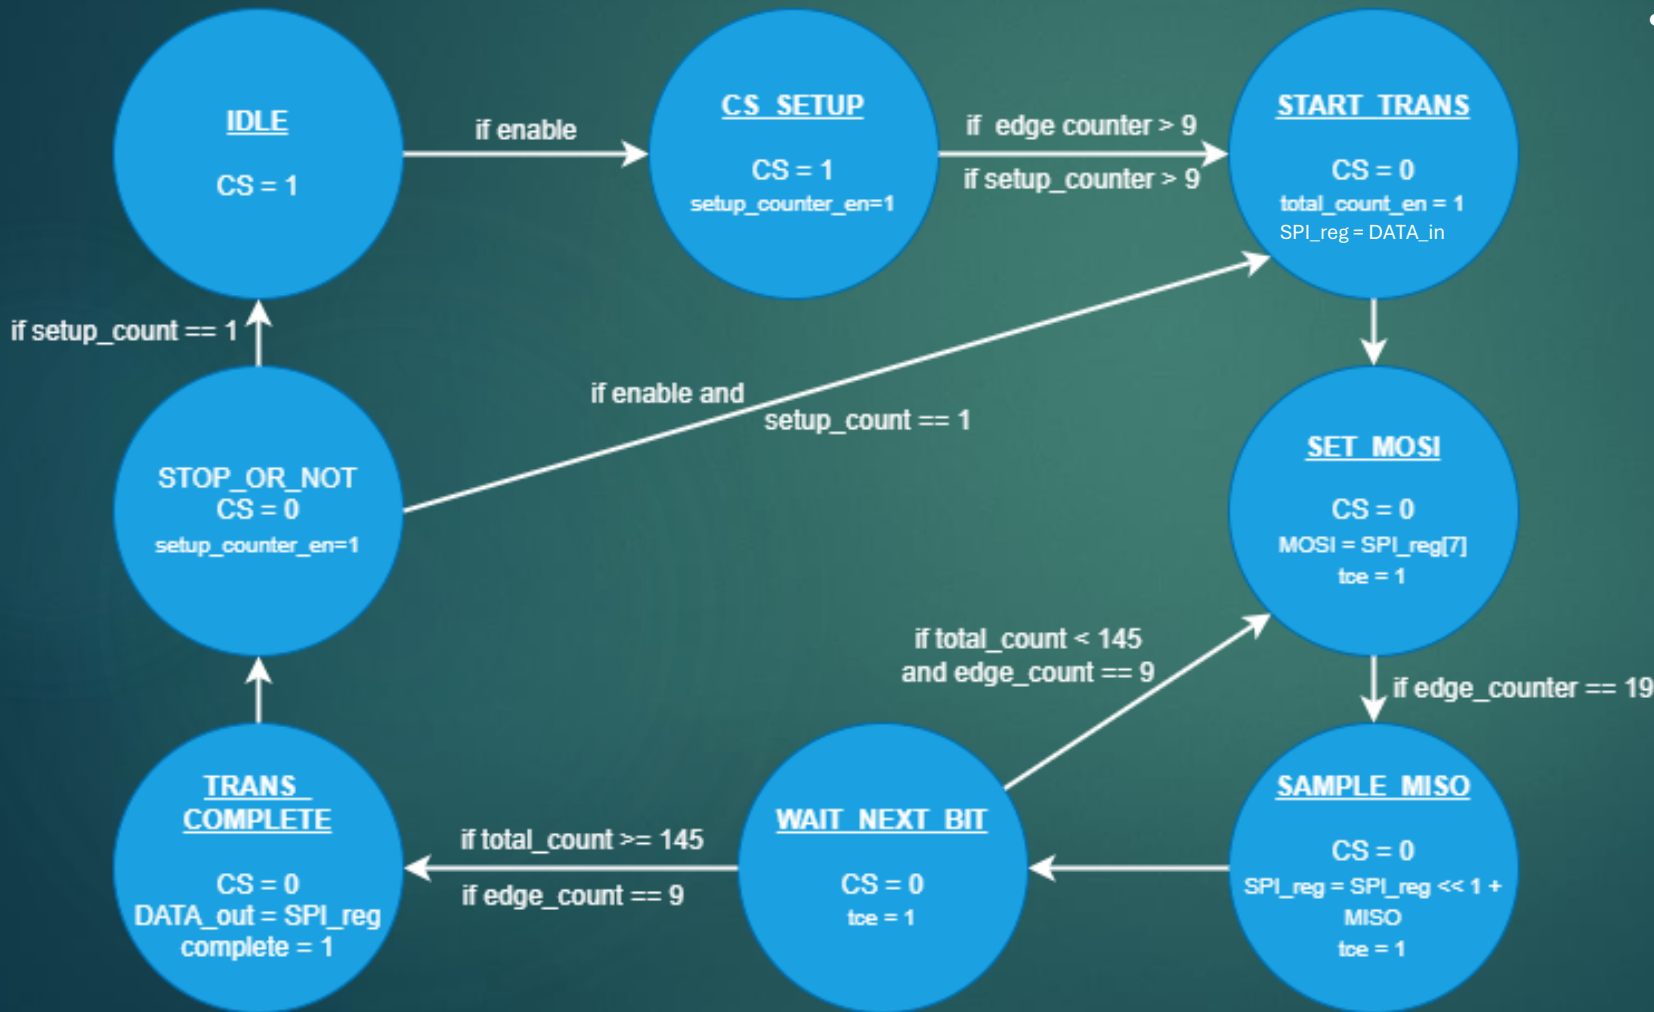 IDLE
CS = 1
if enable
CS_SETUP
CS = 1
setup_counter_en=1
if edge counter > 9
if setup_counter > 9
START_TRANS
CS = 0
total_count_en = 1
SPI_reg = DATA_in
if setup_count == 1
if enable and
setup_count == 1
STOP_OR_NOT
CS = 0
setup_counter_en=1
SET_MOSI
CS = 0
MOSI = SPI_reg[7]
tce = 1
if total_count < 145
and edge_count == 9
if edge_counter == 19
TRANS_
COMPLETE
CS = 0
DATA_out = SPI_reg
complete = 1
if total_count >= 145
if edge_count == 9
WAIT_NEXT_BIT
CS = 0
tce = 1
SAMPLE_MISO
CS = 0
SPI_reg = SPI_reg << 1 +
MISO
tce = 1